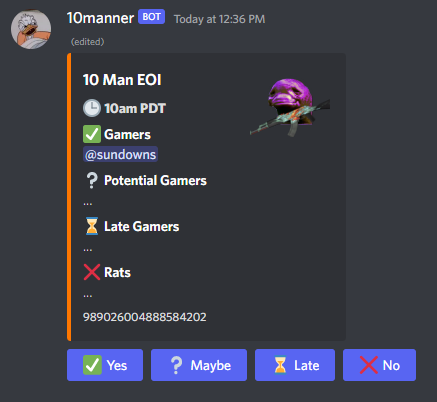 10manner BOT Today at 12:36 PM
(edited)
10 Man EOI
🕒 10am PDT
✅ Gamers
@sundowns
❔ Potential Gamers
...
⏳ Late Gamers
...
❌ Rats
...
989026004888584202
✅ Yes ❔ Maybe ⏳ Late ❌ No